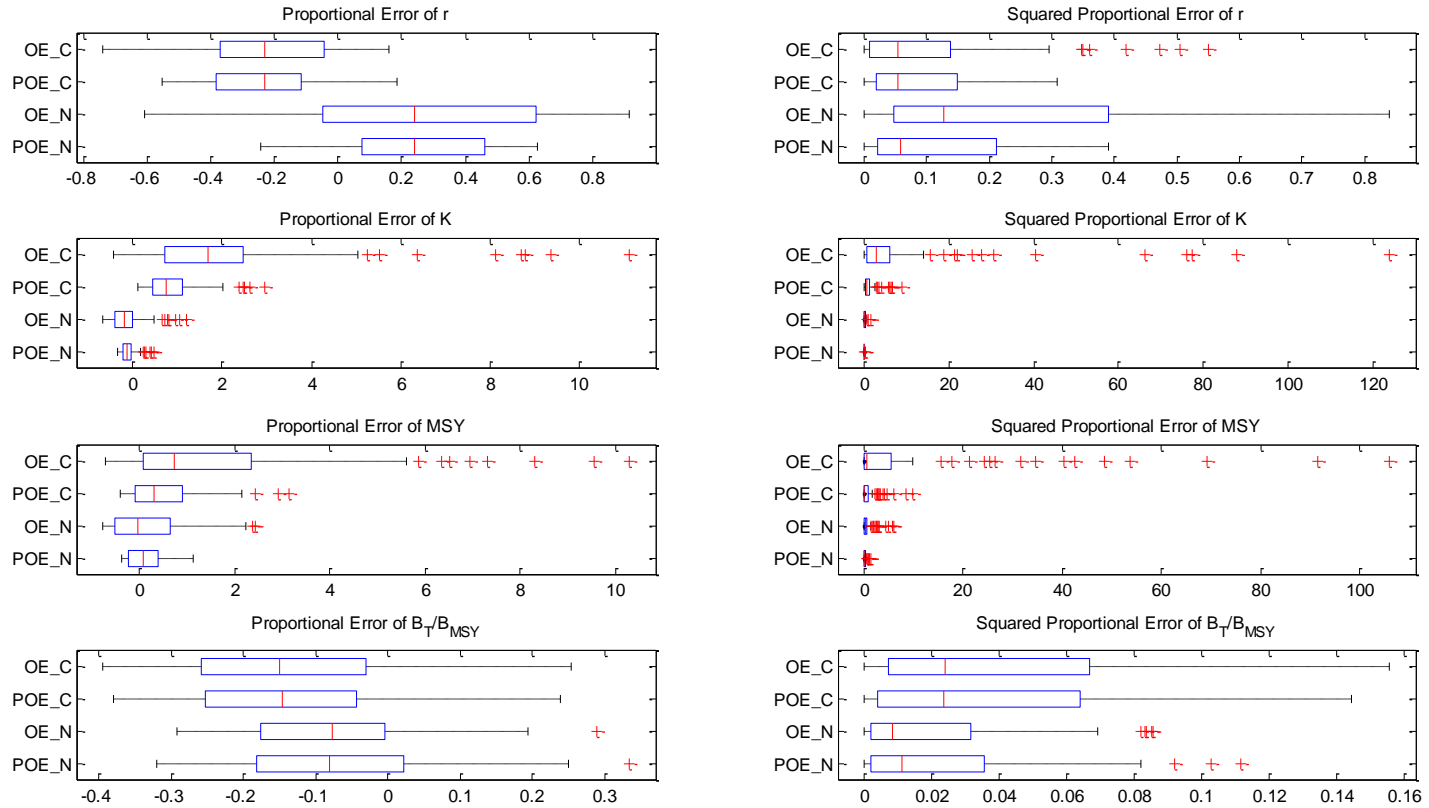 Proportional Error of r
OE_C
POE_C
OE_N
POE_N
-0.8 -0.6 -0.4 -0.2 0 0.2 0.4 0.6 0.8
Squared Proportional Error of r
OE_C
POE_C
OE_N
POE_N
0 0.1 0.2 0.3 0.4 0.5 0.6 0.7 0.8
Proportional Error of K
OE_C
POE_C
OE_N
POE_N
0 2 4 6 8 10
Squared Proportional Error of K
OE_C
POE_C
OE_N
POE_N
0 20 40 60 80 100 120
Proportional Error of MSY
OE_C
POE_C
OE_N
POE_N
0 2 4 6 8 10
Squared Proportional Error of MSY
OE_C
POE_C
OE_N
POE_N
0 20 40 60 80 100
Proportional Error of B_T/B_MSY
OE_C
POE_C
OE_N
POE_N
-0.4 -0.3 -0.2 -0.1 0 0.1 0.2 0.3
Squared Proportional Error of B_T/B_MSY
OE_C
POE_C
OE_N
POE_N
0 0.02 0.04 0.06 0.08 0.1 0.12 0.14 0.16